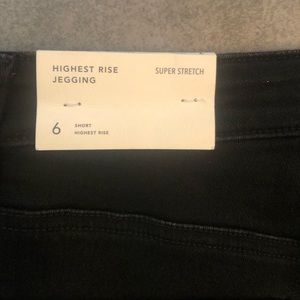 HIGHEST RISE
JEGGING
SUPER STRETCH
6
SHORT
HIGHEST RISE